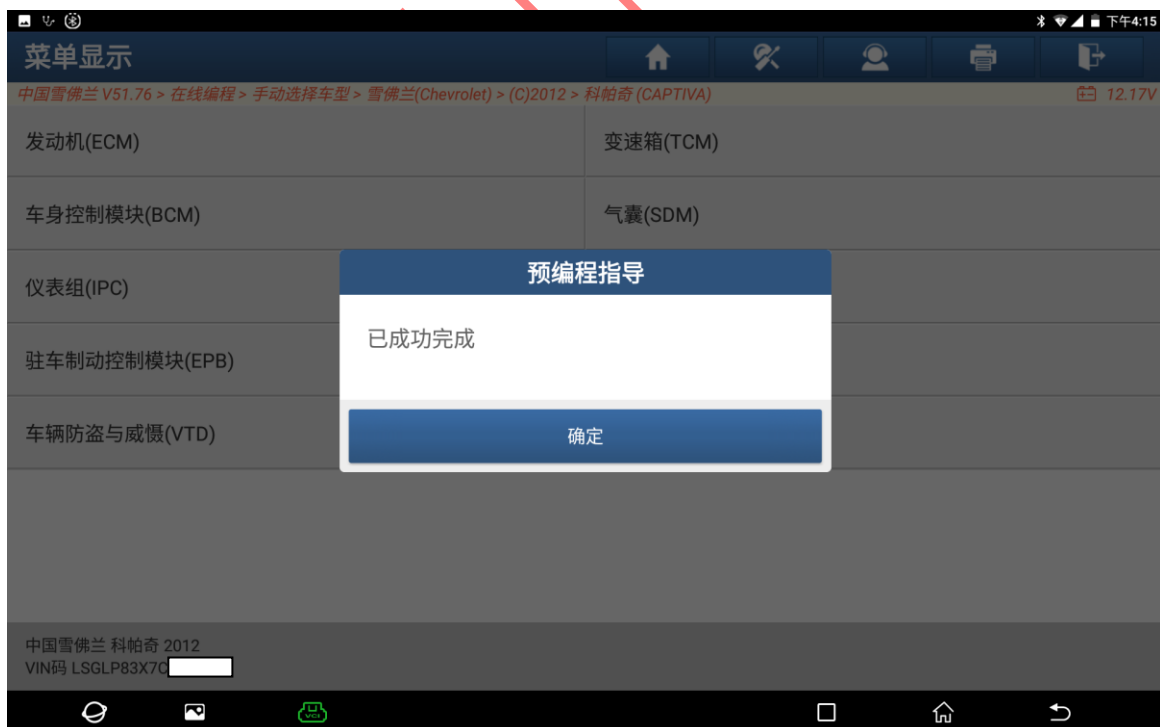 下午4:15
菜单显示
中国雪佛兰 V51.76 > 在线编程 > 手动选择车型 > 雪佛兰(Chevrolet) > (C)2012 > 科帕奇 (CAPTIVA)
12.17V
发动机(ECM)
变速箱(TCM)
车身控制模块(BCM)
气囊(SDM)
仪表组(IPC)
驻车制动控制模块(EPB)
车辆防盗与威慑(VTD)
预编程指导
已成功完成
确定
中国雪佛兰 科帕奇 2012
VIN码 LSGLP83X7C
VCI